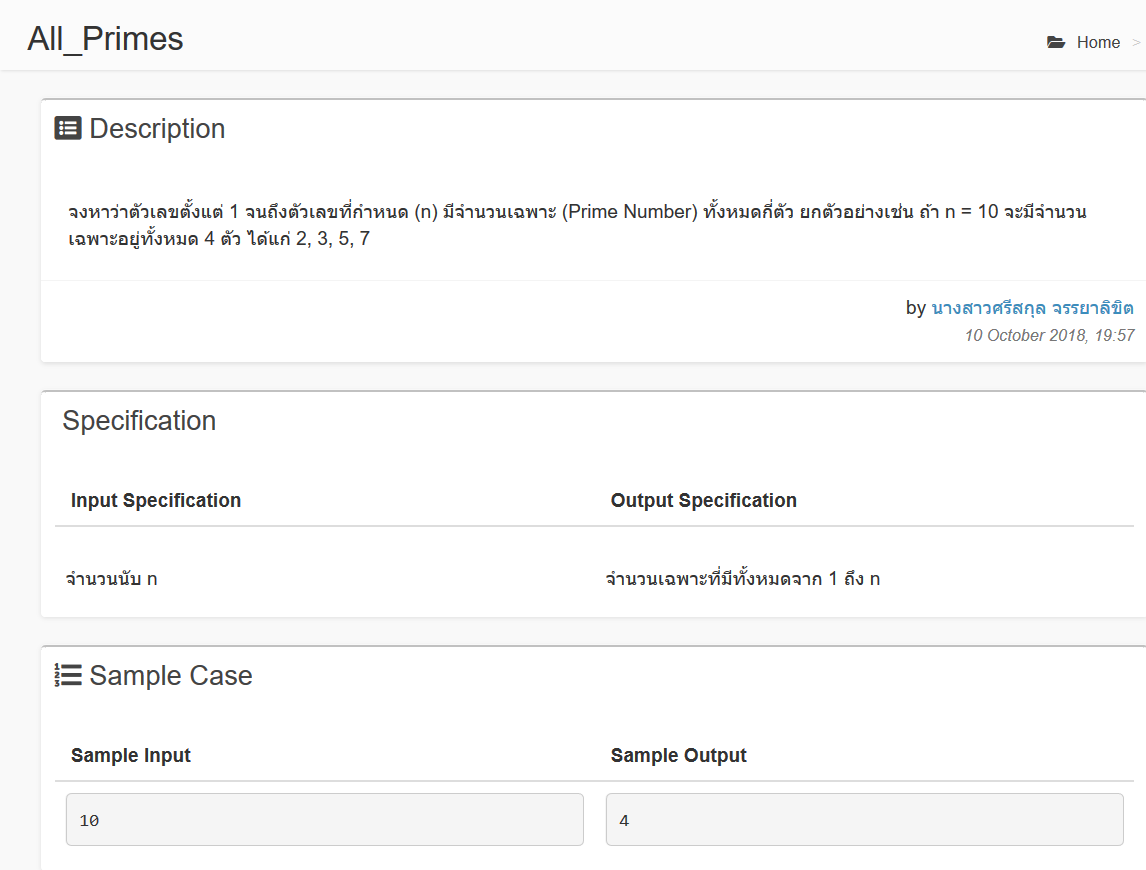 All_Primes
Home >
Description
จงหาว่าตัวเลขตั้งแต่ 1 จนถึงตัวเลขที่กำหนด (n) มีจำนวนเฉพาะ (Prime Number) ทั้งหมดกี่ตัว ยกตัวอย่างเช่น ถ้า n = 10 จะมีจำนวน
เฉพาะอยู่ทั้งหมด 4 ตัว ได้แก่ 2, 3, 5, 7
by นางสาวศรีสกุล จรรยาลิขิต
10 October 2018, 19:57
Specification
Input Specification Output Specification
จำนวนนับ n จำนวนเฉพาะที่มีทั้งหมดจาก 1 ถึง n
Sample Case
Sample Input Sample Output
10 4